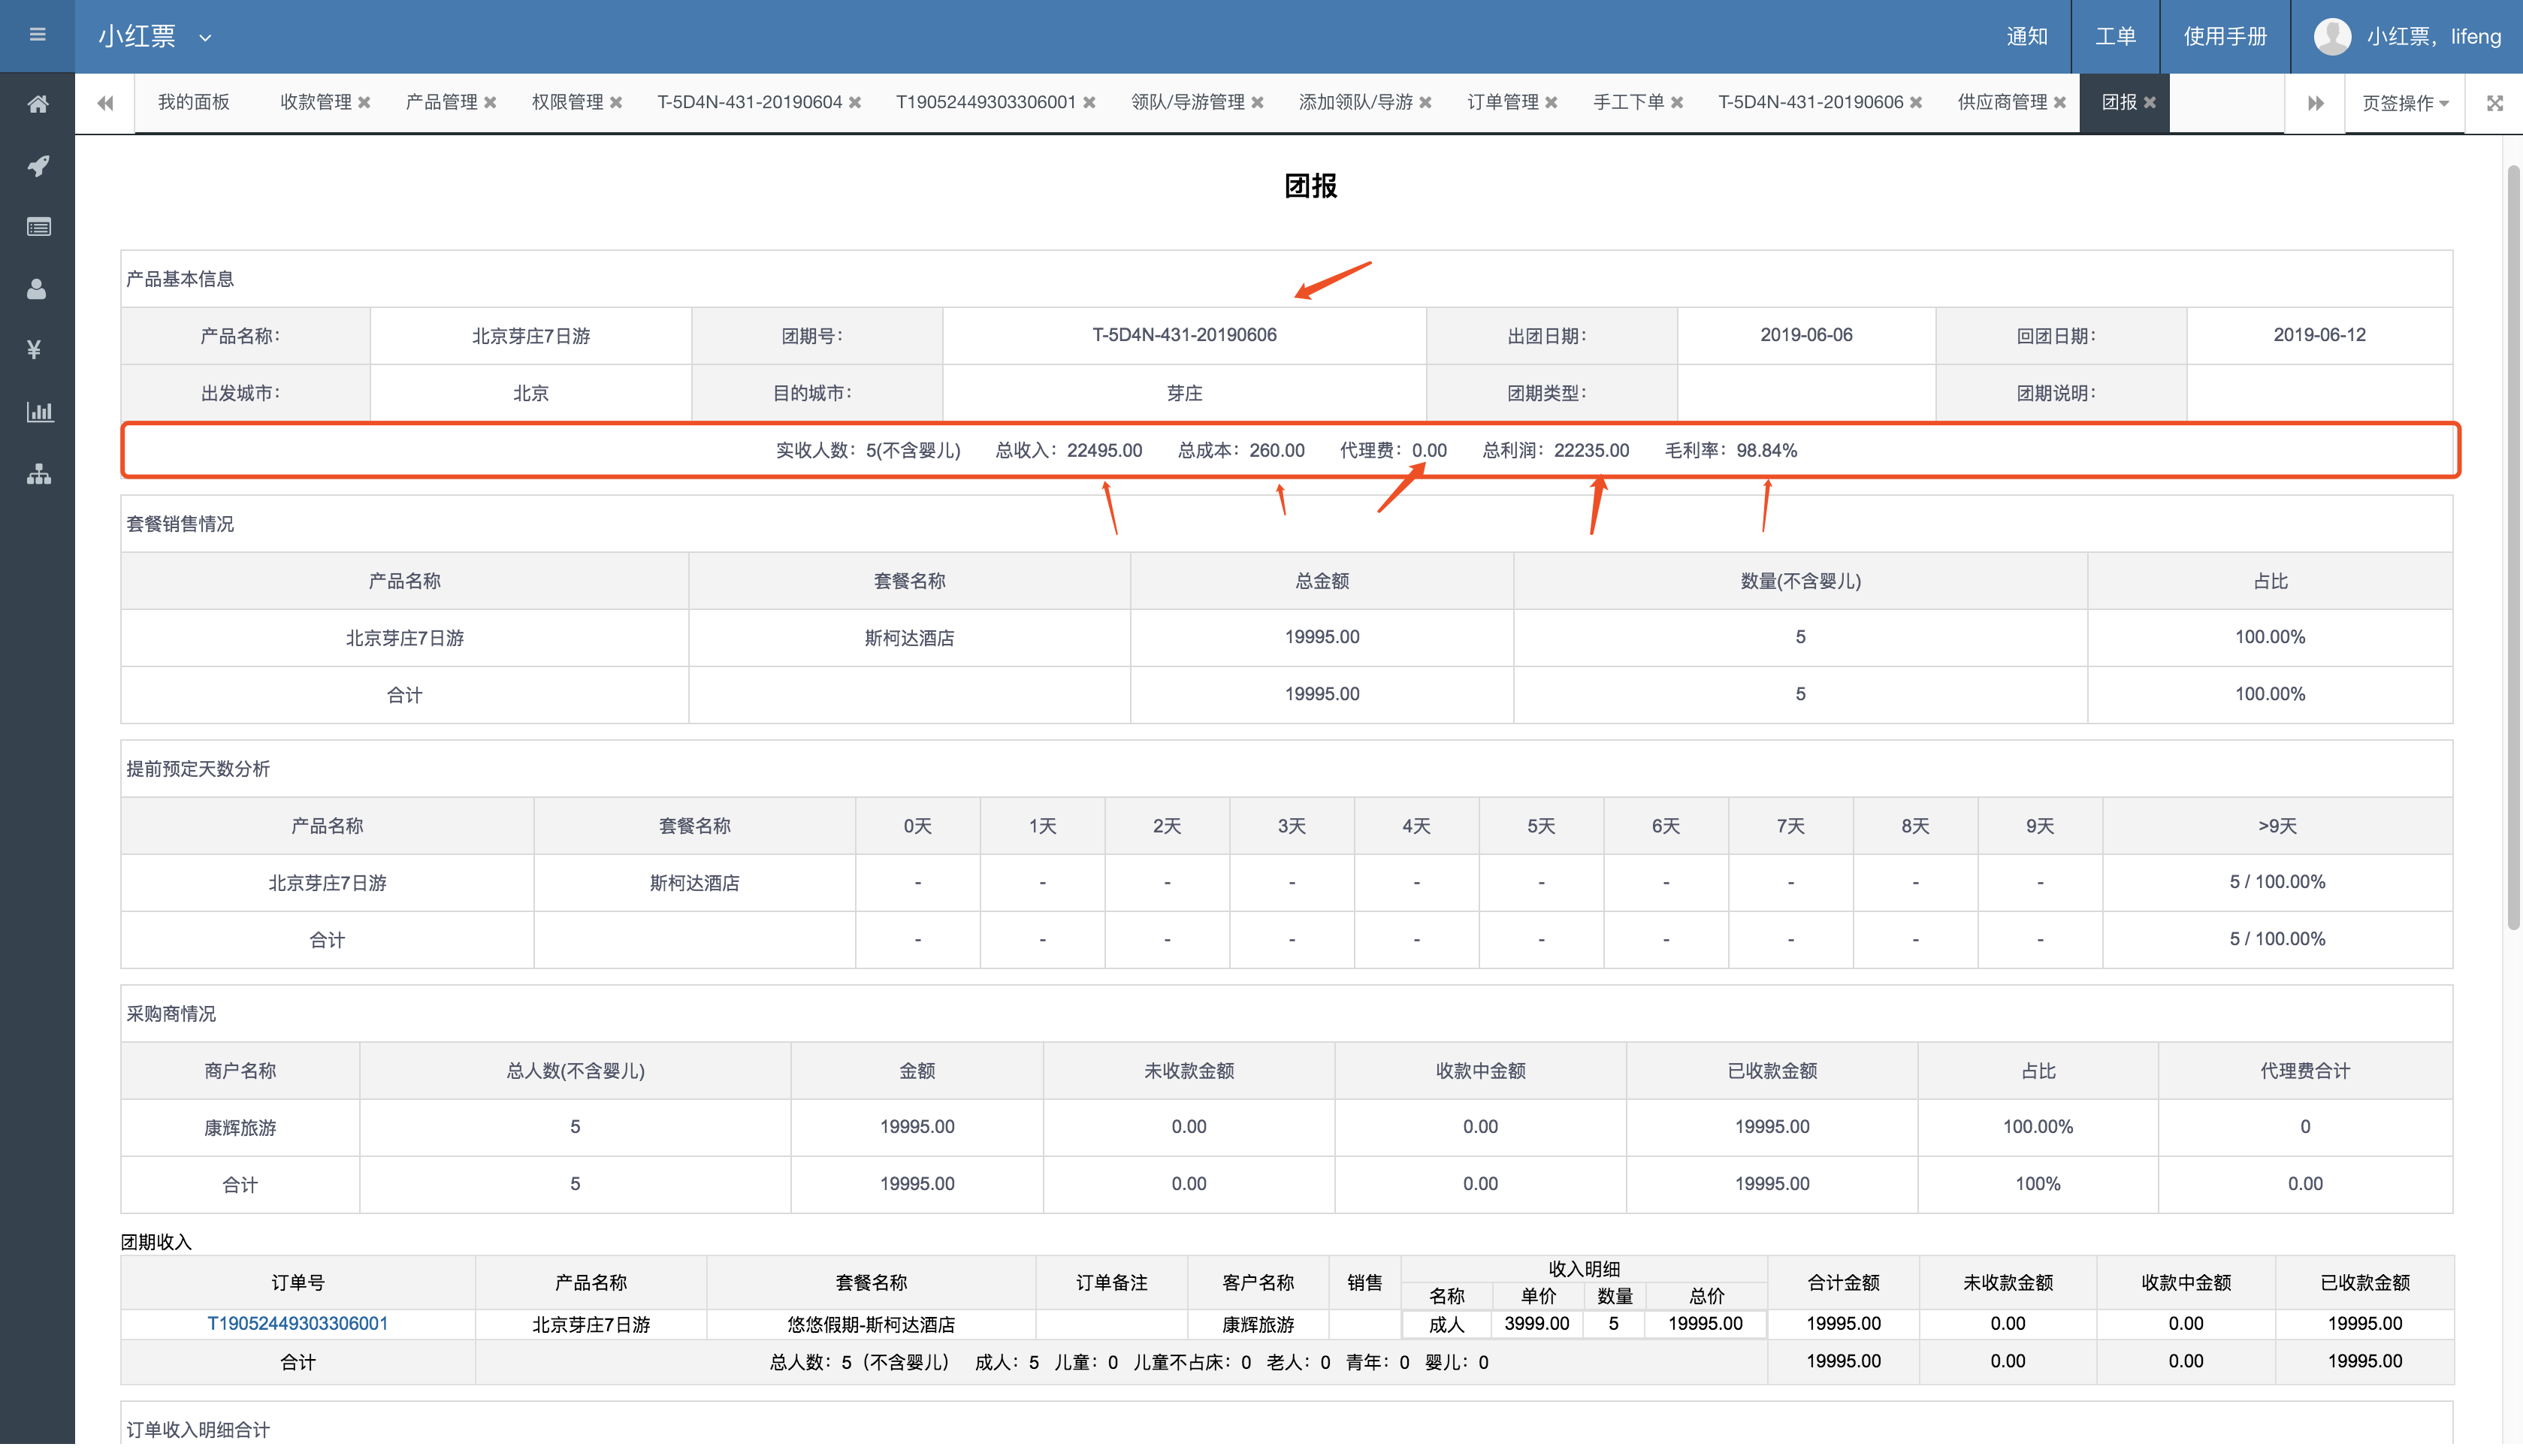 小红票
通知 工单 使用手册 小红票，lifeng
我的面板 收款管理 产品管理 权限管理 T-5D4N-431-20190604 T19052449303306001 领队/导游管理 添加领队/导游 订单管理 手工下单 T-5D4N-431-20190606 供应商管理 团报 页签操作
团报
产品基本信息
产品名称： 北京芽庄7日游 团期号： T-5D4N-431-20190606 出团日期： 2019-06-06 回团日期： 2019-06-12
出发城市： 北京 目的城市： 芽庄 团期类型： 团期说明：
实收人数：5(不含婴儿) 总收入：22495.00 总成本：260.00 代理费：0.00 总利润：22235.00 毛利率：98.84%
套餐销售情况
产品名称 套餐名称 总金额 数量(不含婴儿) 占比
北京芽庄7日游 斯柯达酒店 19995.00 5 100.00%
合计 19995.00 5 100.00%
提前预定天数分析
产品名称 套餐名称 0天 1天 2天 3天 4天 5天 6天 7天 8天 9天 >9天
北京芽庄7日游 斯柯达酒店 - - - - - - - - - - 5 / 100.00%
合计 - - - - - - - - - - 5 / 100.00%
采购商情况
商户名称 总人数(不含婴儿) 金额 未收款金额 收款中金额 已收款金额 占比 代理费合计
康辉旅游 5 19995.00 0.00 0.00 19995.00 100.00% 0
合计 5 19995.00 0.00 0.00 19995.00 100% 0.00
团期收入
订单号 产品名称 套餐名称 订单备注 客户名称 销售 收入明细 合计金额 未收款金额 收款中金额 已收款金额
名称 单价 数量 总价
T19052449303306001 北京芽庄7日游 悠悠假期-斯柯达酒店 康辉旅游 成人 3999.00 5 19995.00 19995.00 0.00 0.00 19995.00
合计 总人数：5（不含婴儿） 成人：5 儿童：0 儿童不占床：0 老人：0 青年：0 婴儿：0 19995.00 0.00 0.00 19995.00
订单收入明细合计